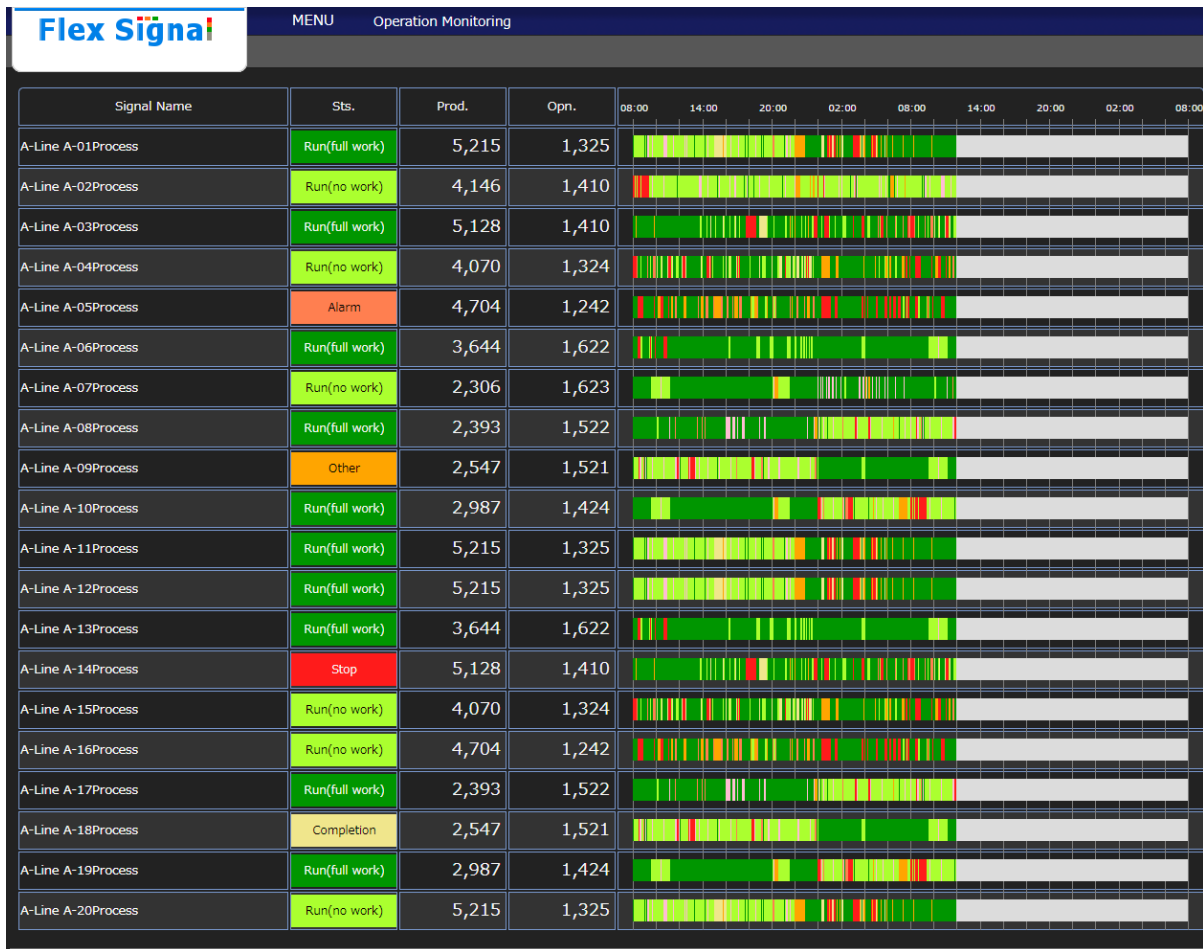 Flex Signal
MENU Operation Monitoring
Signal Name Sts. Prod. Opn. 08:00 14:00 20:00 02:00 08:00 14:00 20:00 02:00 08:00
A-Line A-01Process Run(full work) 5,215 1,325
A-Line A-02Process Run(no work) 4,146 1,410
A-Line A-03Process Run(full work) 5,128 1,410
A-Line A-04Process Run(no work) 4,070 1,324
A-Line A-05Process Alarm 4,704 1,242
A-Line A-06Process Run(full work) 3,644 1,622
A-Line A-07Process Run(no work) 2,306 1,623
A-Line A-08Process Run(full work) 2,393 1,522
A-Line A-09Process Other 2,547 1,521
A-Line A-10Process Run(full work) 2,987 1,424
A-Line A-11Process Run(full work) 5,215 1,325
A-Line A-12Process Run(full work) 5,215 1,325
A-Line A-13Process Run(full work) 3,644 1,622
A-Line A-14Process Stop 5,128 1,410
A-Line A-15Process Run(no work) 4,070 1,324
A-Line A-16Process Run(no work) 4,704 1,242
A-Line A-17Process Run(full work) 2,393 1,522
A-Line A-18Process Completion 2,547 1,521
A-Line A-19Process Run(full work) 2,987 1,424
A-Line A-20Process Run(no work) 5,215 1,325